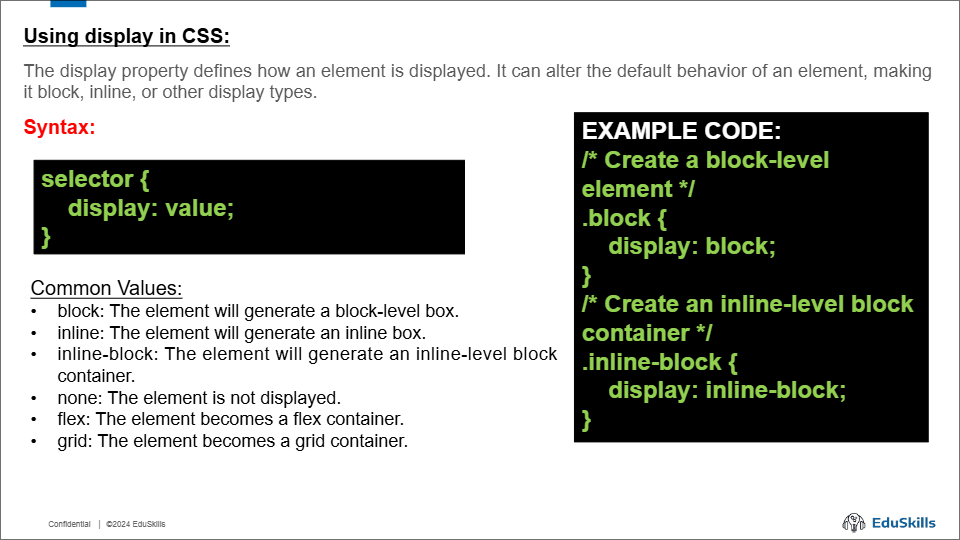 Using display in CSS:
The display property defines how an element is displayed. It can alter the default behavior of an element, making
it block, inline, or other display types.
Syntax:
selector {
    display: value;
}
Common Values:
• block: The element will generate a block-level box.
• inline: The element will generate an inline box.
• inline-block: The element will generate an inline-level block
container.
• none: The element is not displayed.
• flex: The element becomes a flex container.
• grid: The element becomes a grid container.
EXAMPLE CODE:
/* Create a block-level
element */
.block {
    display: block;
}
/* Create an inline-level block
container */
.inline-block {
    display: inline-block;
}
Confidential | ©2024 EduSkills
EduSkills